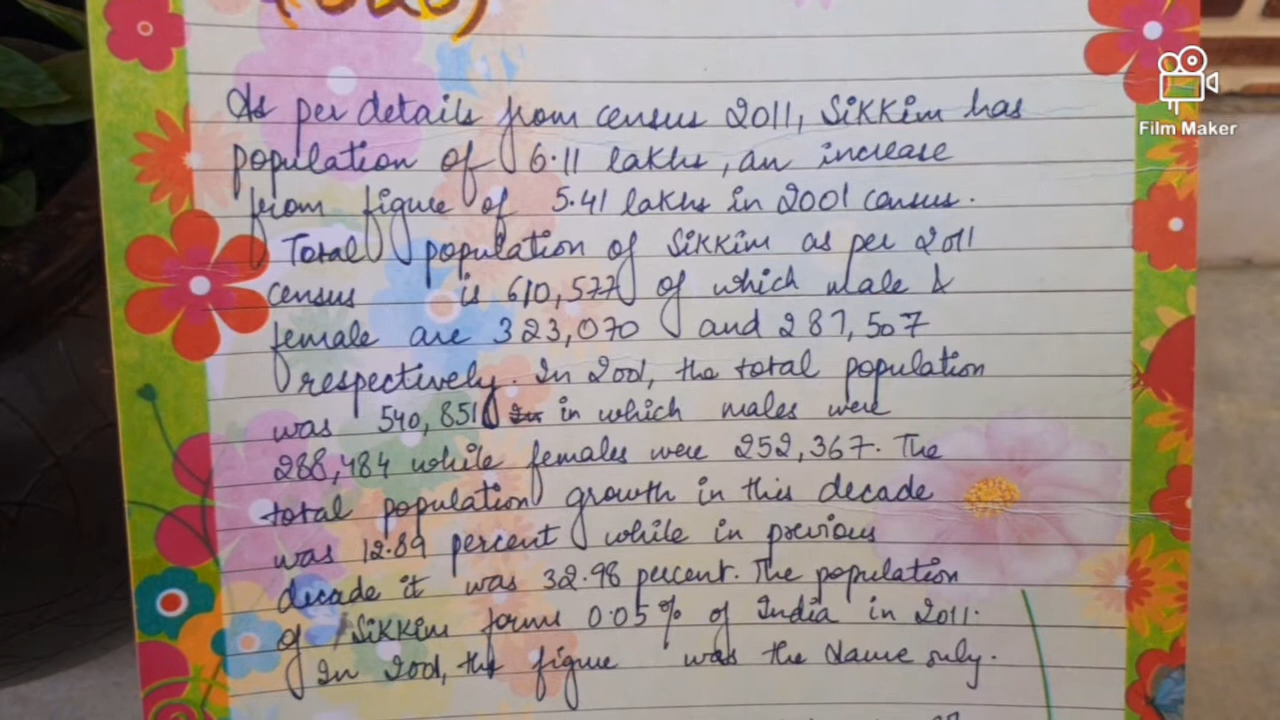 As per details from census 2011, Sikkim has
population of 6.11 lakhs, an increase
from figure of 5.41 lakhs in 2001 census.
Total population of Sikkim as per 2011
census is 610,577 of which male &
female are 323,070 and 287,507
respectively. In 2001, the total population
was 540,851 in in which males were
288,484 while females were 252,367. The
total population growth in this decade
was 12.89 percent while in previous
decade it was 32.98 percent. The population
of Sikkim forms 0.05% of India in 2011.
In 2001, the figure was the same only.
Film Maker